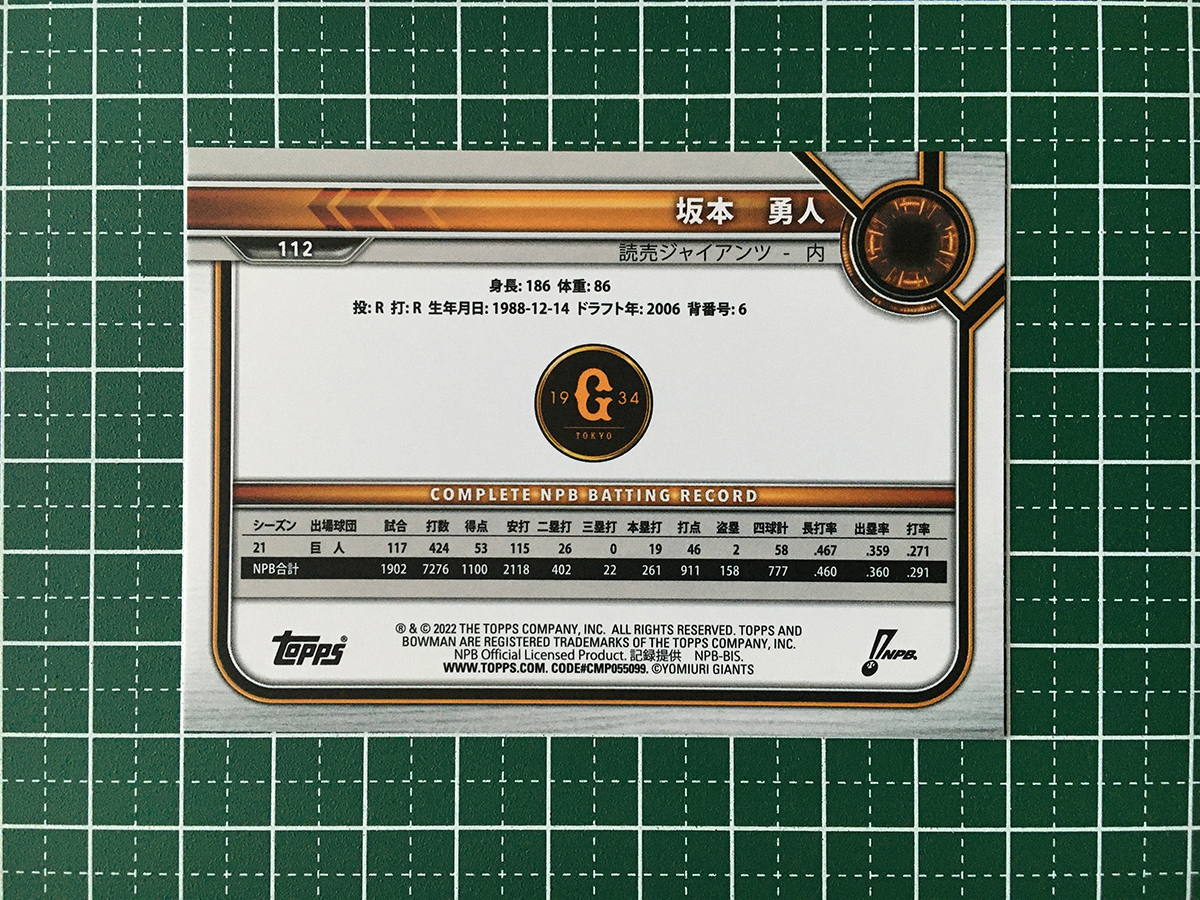 坂本 勇人
112
読売ジャイアンツ - 内
身長: 186 体重: 86
投: R 打: R 生年月日: 1988-12-14 ドラフト年: 2006 背番号: 6
19 G 34
TOKYO
COMPLETE NPB BATTING RECORD
シーズン 出場球団 試合 打数 得点 安打 二塁打 三塁打 本塁打 打点 盗塁 四球計 長打率 出塁率 打率
21 巨人 117 424 53 115 26 0 19 46 2 58 .467 .359 .271
NPB合計 1902 7276 1100 2118 402 22 261 911 158 777 .460 .360 .291
topps®
® & © 2022 THE TOPPS COMPANY, INC. ALL RIGHTS RESERVED. TOPPS AND
BOWMAN ARE REGISTERED TRADEMARKS OF THE TOPPS COMPANY, INC.
NPB Official Licensed Product. 記録提供 NPB-BIS.
WWW.TOPPS.COM. CODE#CMP055099. ©YOMIURI GIANTS
NPB.